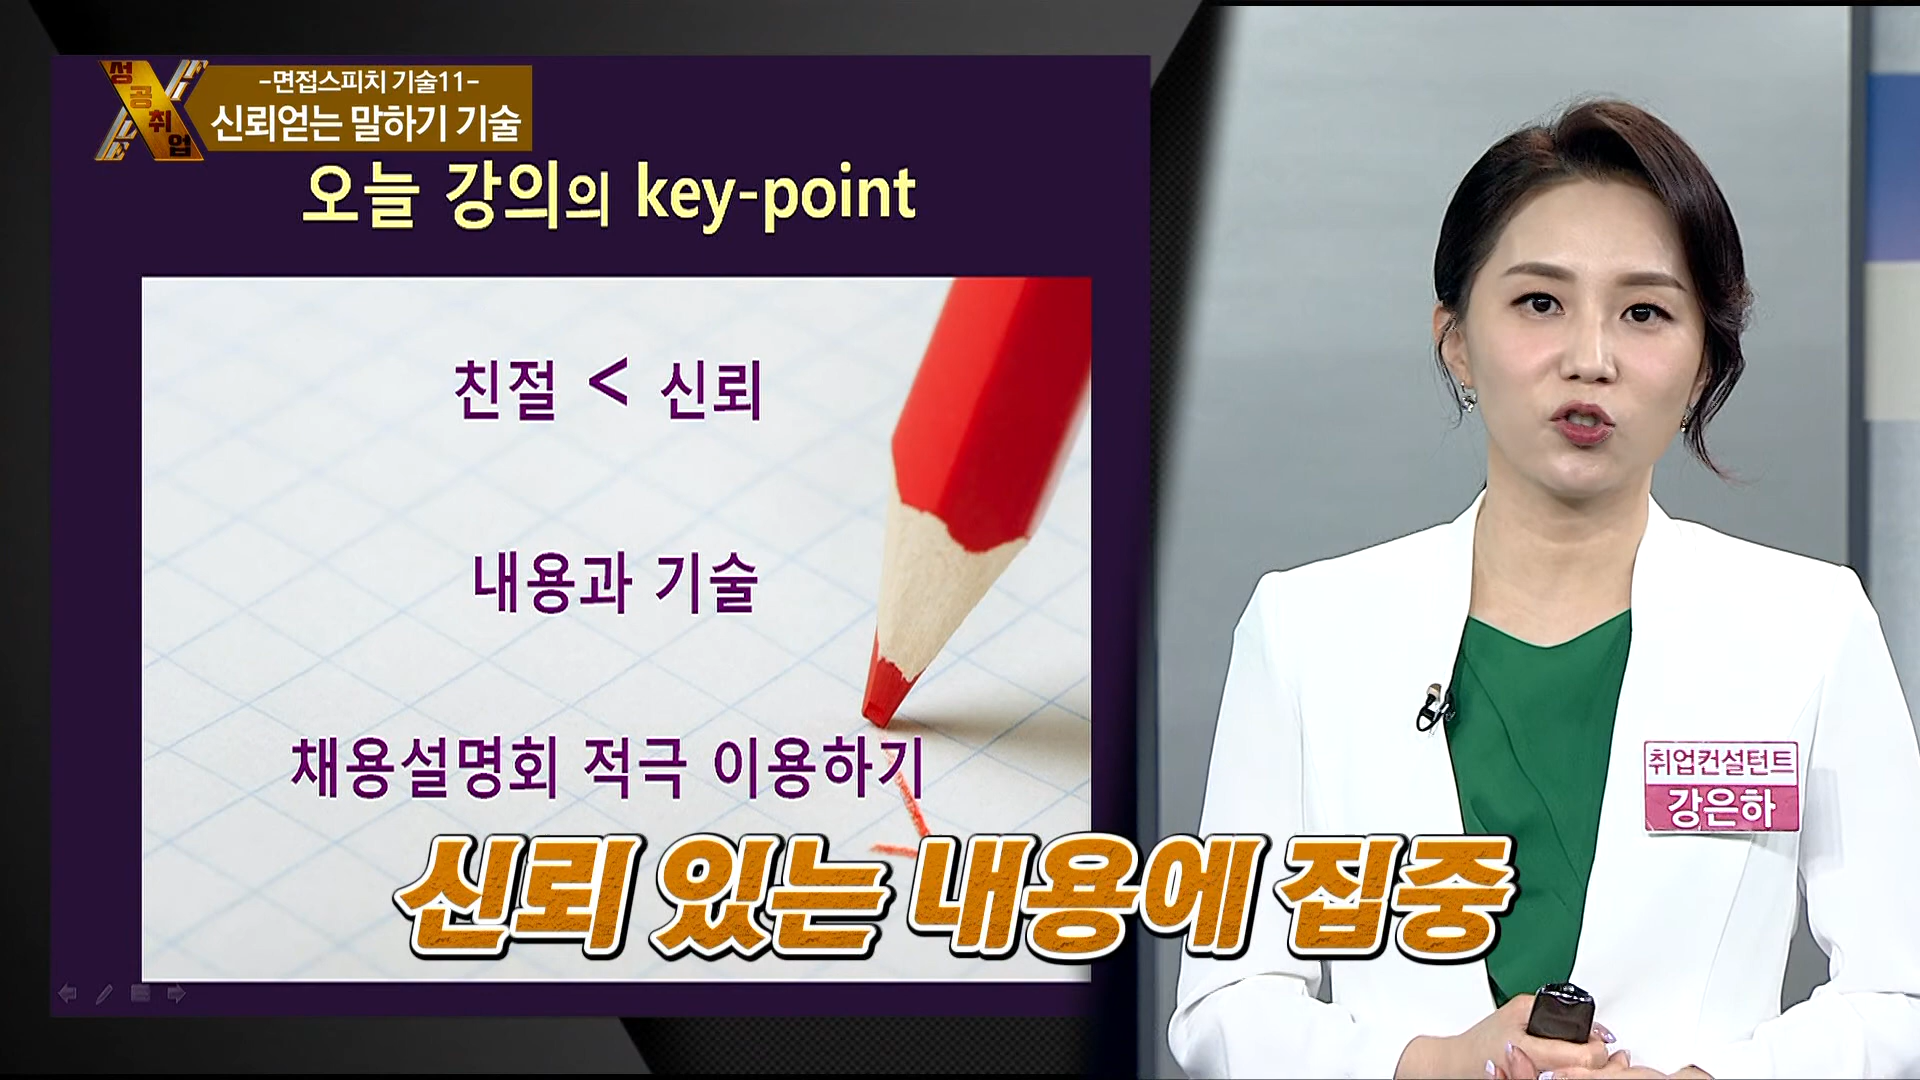 성공취업
X
FILE
-면접스피치 기술11-
신뢰얻는 말하기 기술
오늘 강의의 key-point
친절 < 신뢰
내용과 기술
채용설명회 적극 이용하기
취업컨설턴트
강은하
신뢰 있는 내용에 집중